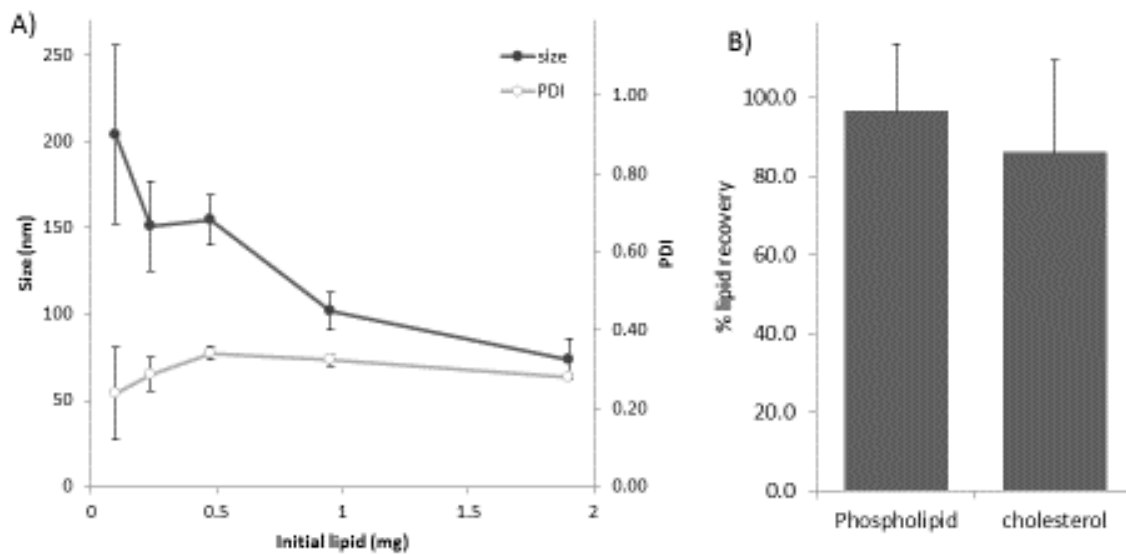 A)
250
200
150
100
50
0
Size (nm)
0
0.5
1
1.5
2
Initial lipid (mg)
size
PDI
1.00
0.80
0.60
0.40
0.20
0.00
PDI
B)
100.0
80.0
60.0
40.0
20.0
0.0
% lipid recovery
Phospholipid
cholesterol